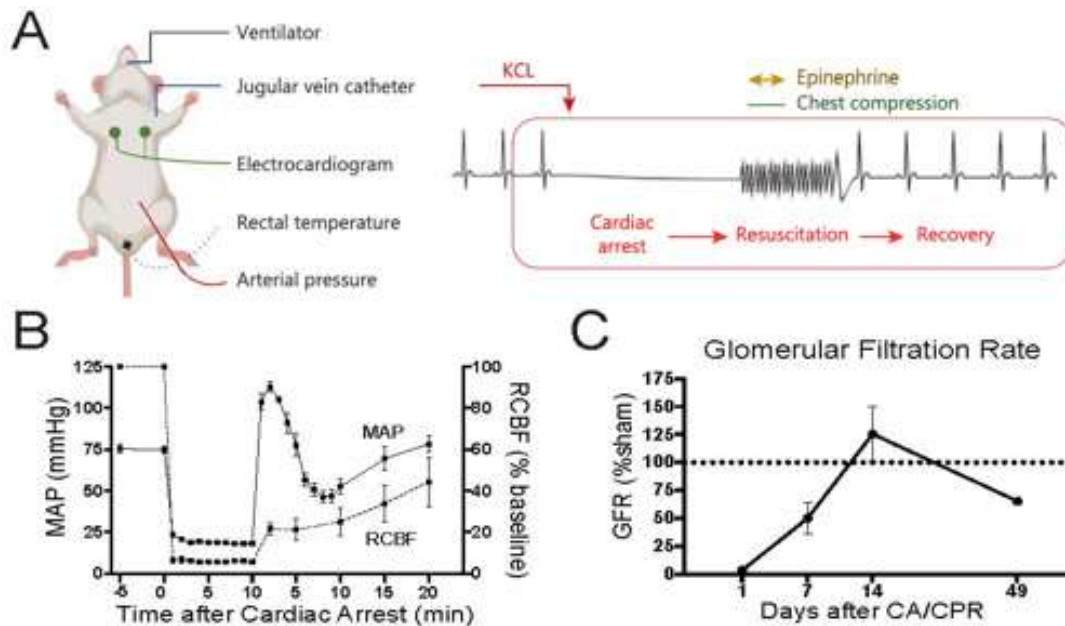 A
Ventilator
Jugular vein catheter
Electrocardiogram
Rectal temperature
Arterial pressure
KCL
Epinephrine
Chest compression
Cardiac
arrest
Resuscitation
Recovery
B
125
100
75
50
25
0
MAP (mmHg)
100
80
60
40
20
0
RCBF (% baseline)
MAP
RCBF
-5 0 5 10 5 10 15 20
Time after Cardiac Arrest (min)
C
Glomerular Filtration Rate
175
150
125
100
75
50
25
0
GFR (%sham)
1 7 14 49
Days after CA/CPR